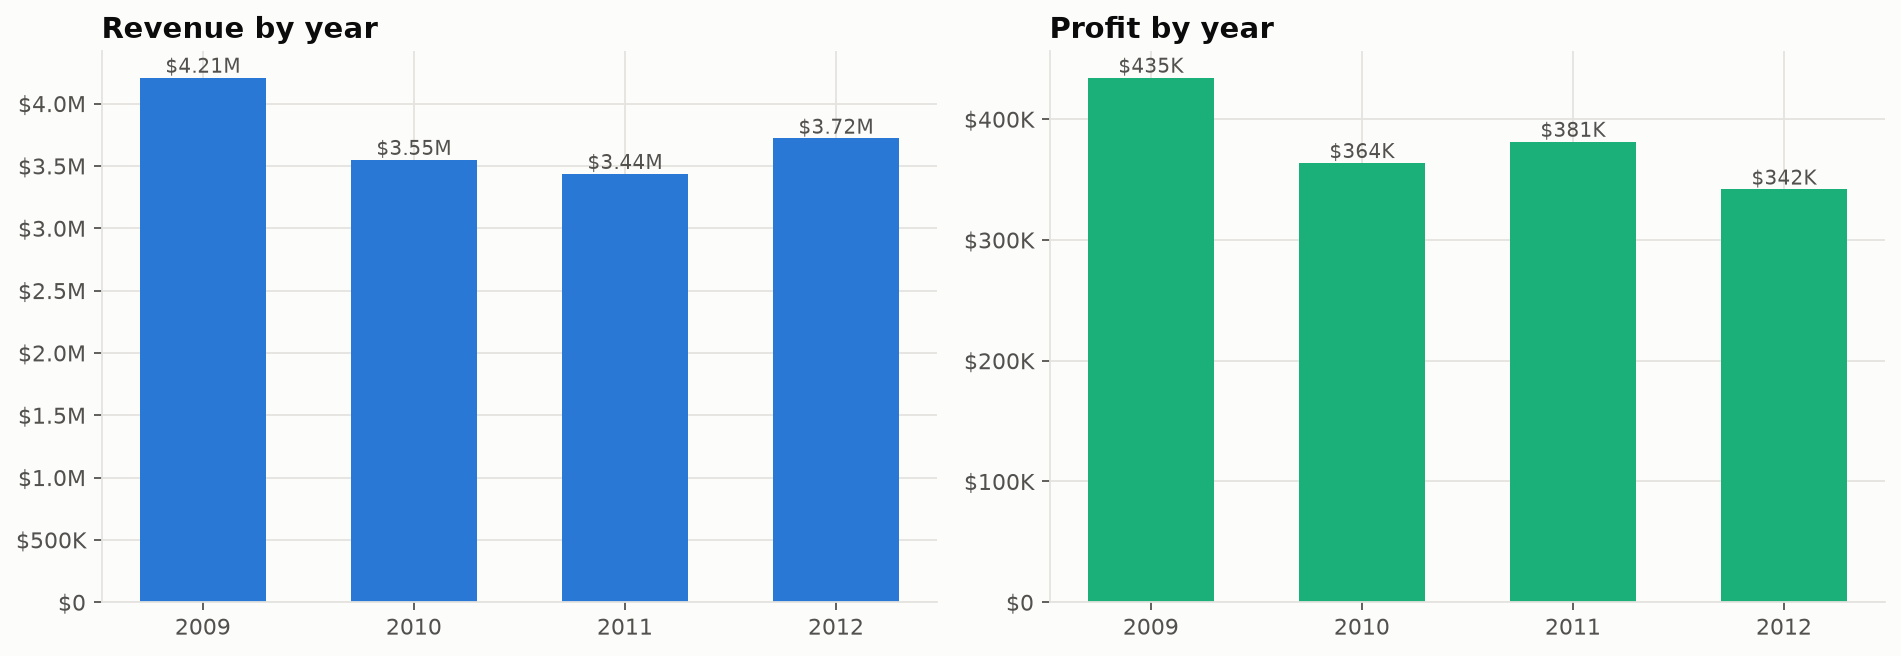 Revenue by year
$4.21M
$3.55M
$3.44M
$3.72M
$4.0M
$3.5M
$3.0M
$2.5M
$2.0M
$1.5M
$1.0M
$500K
$0
2009 2010 2011 2012
Profit by year
$435K
$364K
$381K
$342K
$400K
$300K
$200K
$100K
$0
2009 2010 2011 2012